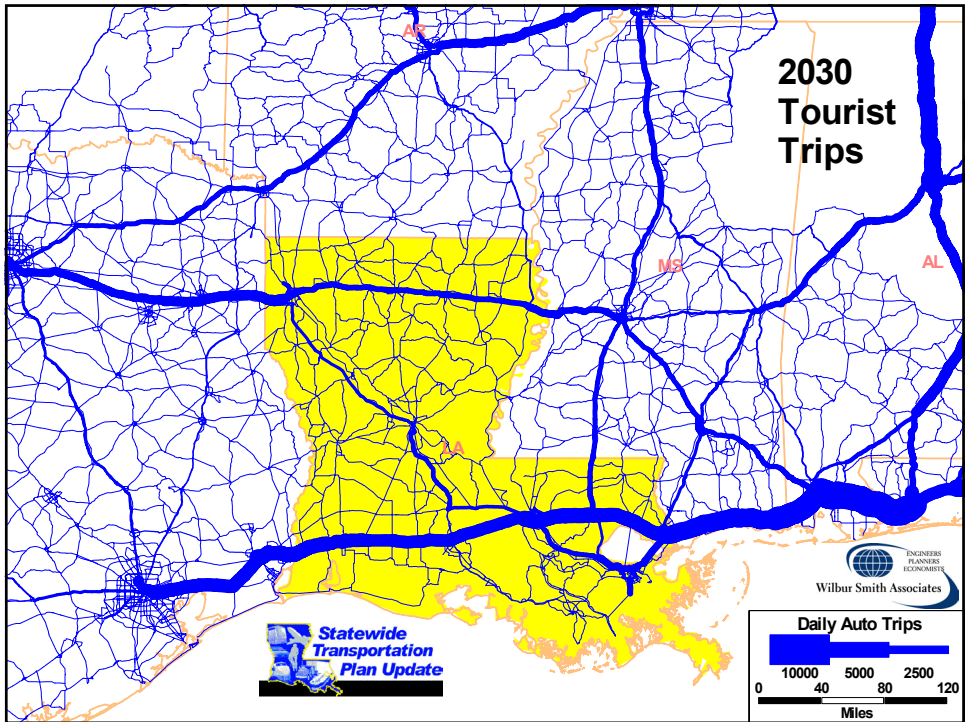 AR
2030
Tourist
Trips
MS
AL
LA
ENGINEERS
PLANNERS
ECONOMISTS
Wilbur Smith Associates
Statewide
Transportation
Plan Update
Daily Auto Trips
10000 5000 2500
0 40 80 120
Miles